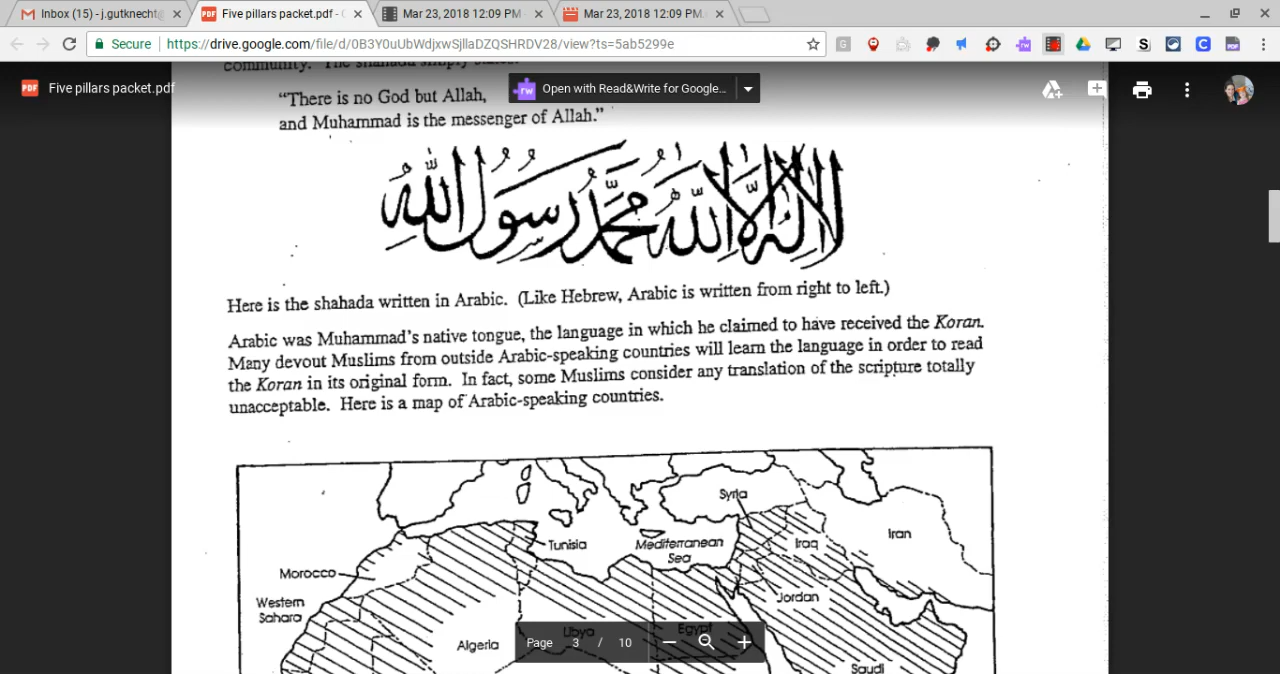 Inbox (15) - j.gutknecht@
Five pillars packet.pdf - G
Mar 23, 2018 12:09 PM -
Mar 23, 2018 12:09 PM.
Secure
https://drive.google.com/file/d/0B3Y0uUbWdjxwSjllaDZQSHRDV28/view?ts=5ab5299e
PDF Five pillars packet.pdf
rw Open with Read&Write for Google...
“There is no God but Allah,
and Muhammad is the messenger of Allah.”
لا إله إلا الله محمد رسول الله
Here is the shahada written in Arabic. (Like Hebrew, Arabic is written from right to left.)
Arabic was Muhammad’s native tongue, the language in which he claimed to have received the Koran.
Many devout Muslims from outside Arabic-speaking countries will learn the language in order to read
the Koran in its original form. In fact, some Muslims consider any translation of the scripture totally
unacceptable. Here is a map of Arabic-speaking countries.
Syria
Tunisia
Mediterranean
Sea
Iraq
Iran
Morocco
Jordan
Western
Sahara
Algeria
Libya
Egypt
Saudi
Page 3 / 10